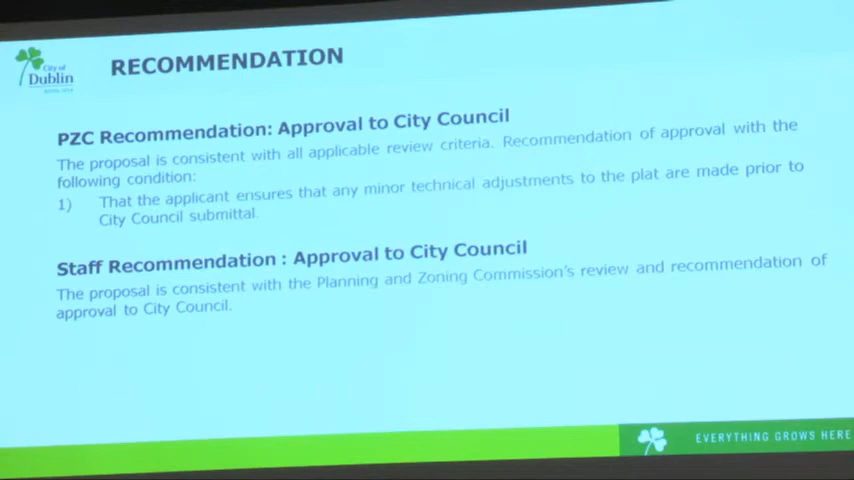 City of
Dublin
RECOMMENDATION
PZC Recommendation: Approval to City Council
The proposal is consistent with all applicable review criteria. Recommendation of approval with the
following condition:
1) That the applicant ensures that any minor technical adjustments to the plat are made prior to
City Council submittal.
Staff Recommendation : Approval to City Council
The proposal is consistent with the Planning and Zoning Commission's review and recommendation of
approval to City Council.
EVERYTHING GROWS HERE